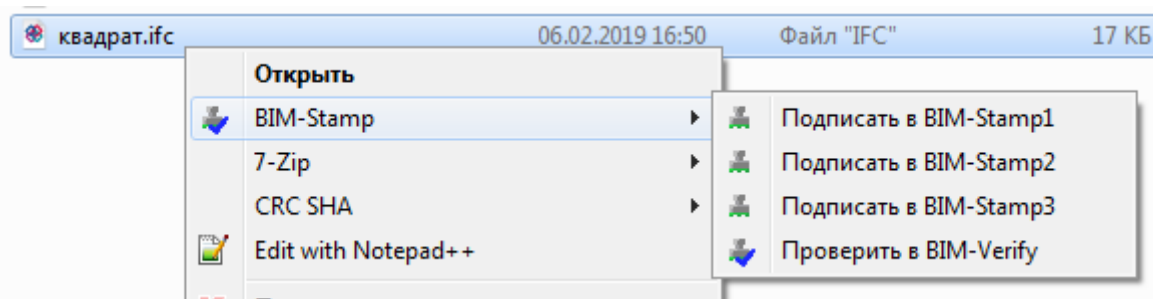 квадрат.ifc 06.02.2019 16:50 Файл "IFC" 17 КБ
Открыть
BIM-Stamp
7-Zip
CRC SHA
Edit with Notepad++
Подписать в BIM-Stamp1
Подписать в BIM-Stamp2
Подписать в BIM-Stamp3
Проверить в BIM-Verify